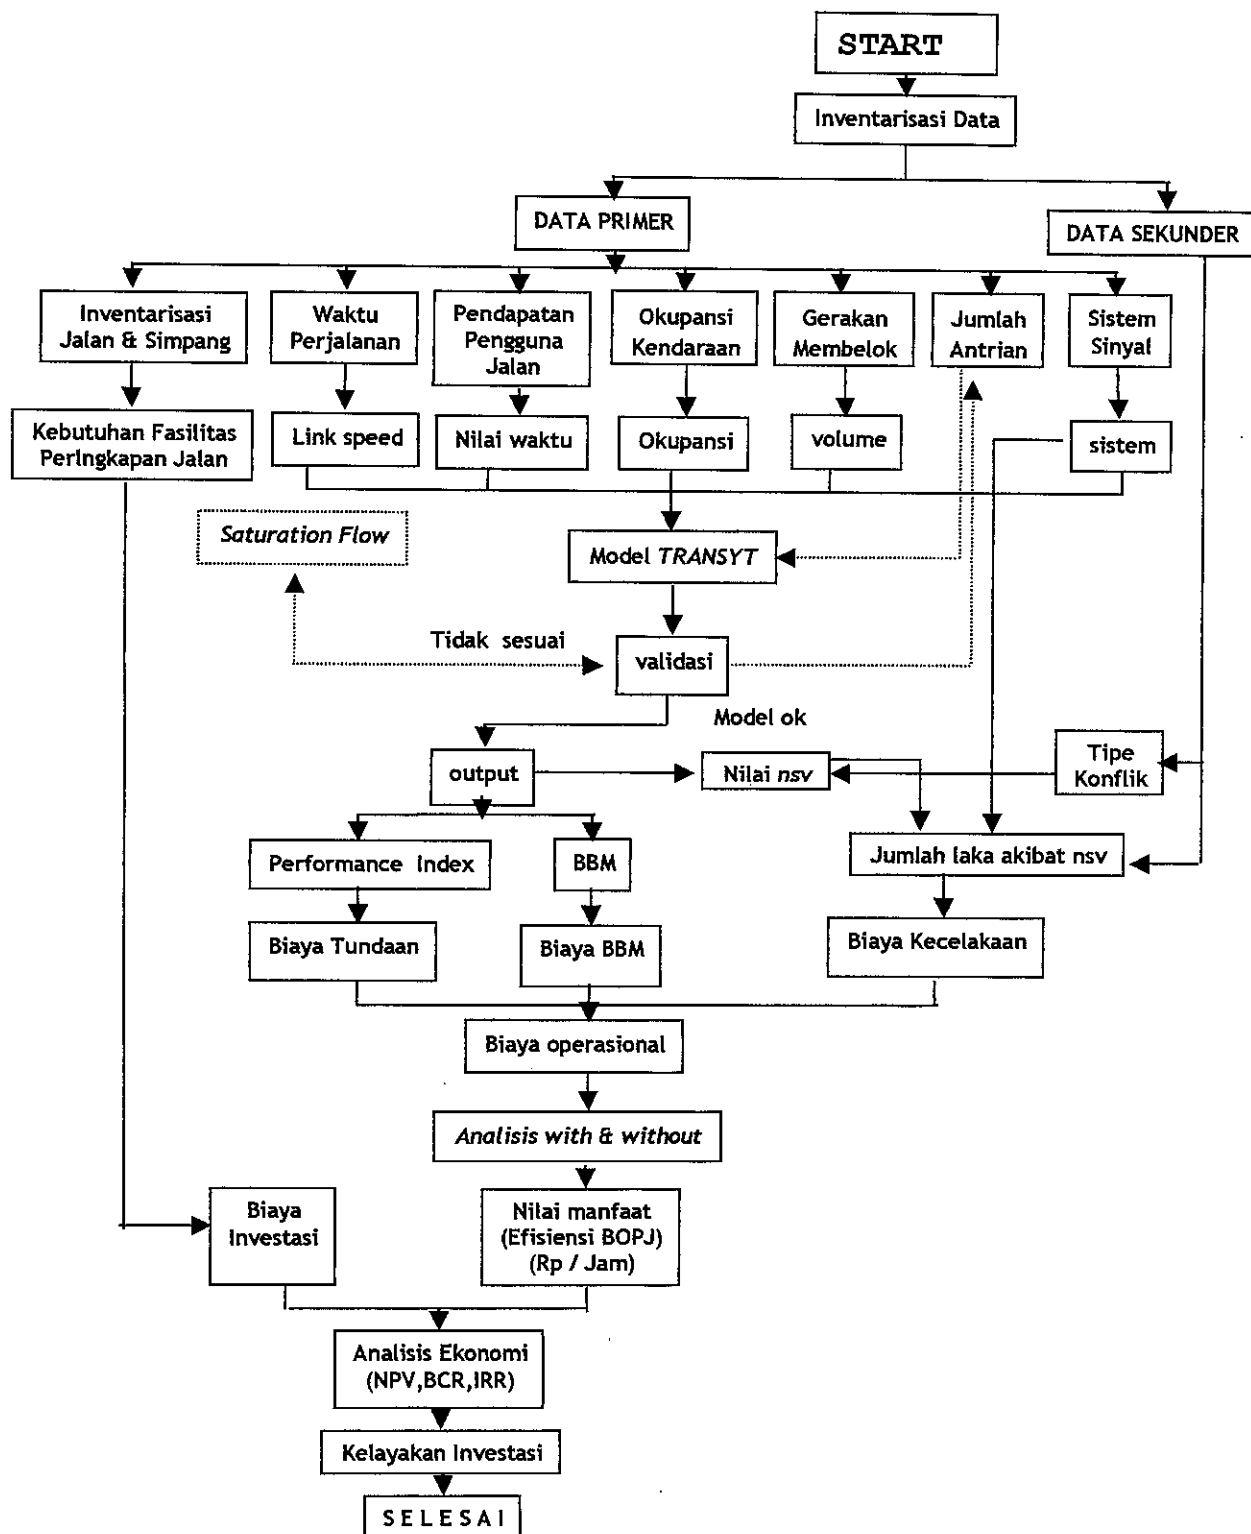 START
Inventarisasi Data
DATA PRIMER
DATA SEKUNDER
Inventarisasi
Jalan & Simpang
Waktu
Perjalanan
Pendapatan
Pengguna
Jalan
Okupansi
Kendaraan
Gerakan
Membelok
Jumlah
Antrian
Sistem
Sinyal
Kebutuhan Fasilitas
Peringkapan Jalan
Link speed
Nilai waktu
Okupansi
volume
sistem
Saturation Flow
Model TRANSYT
Tidak sesuai
validasi
Model ok
output
Nilai nsv
Tipe
Konflik
Performance index
BBM
Jumlah laka akibat nsv
Biaya Tundaan
Biaya BBM
Biaya Kecelakaan
Biaya operasional
Analisis with & without
Biaya
Investasi
Nilai manfaat
(Efisiensi BOPJ)
(Rp / Jam)
Analisis Ekonomi
(NPV,BCR,IRR)
Kelayakan Investasi
S E L E S A I